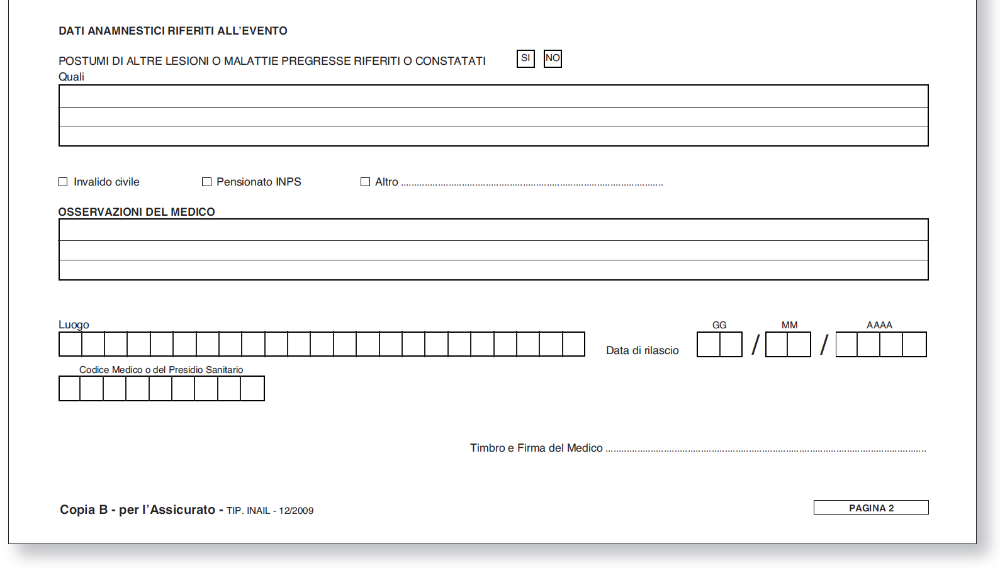 DATI ANAMNESTICI RIFERITI ALL’EVENTO
POSTUMI DI ALTRE LESIONI O MALATTIE PREGRESSE RIFERITI O CONSTATATI SI NO
Quali
Invalido civile Pensionato INPS Altro ....................................................................................................
OSSERVAZIONI DEL MEDICO
Luogo GG MM AAAA
Data di rilascio / /
Codice Medico o del Presidio Sanitario
Timbro e Firma del Medico ..........................................................................................................................
Copia B - per l’Assicurato - TIP. INAIL - 12/2009 PAGINA 2